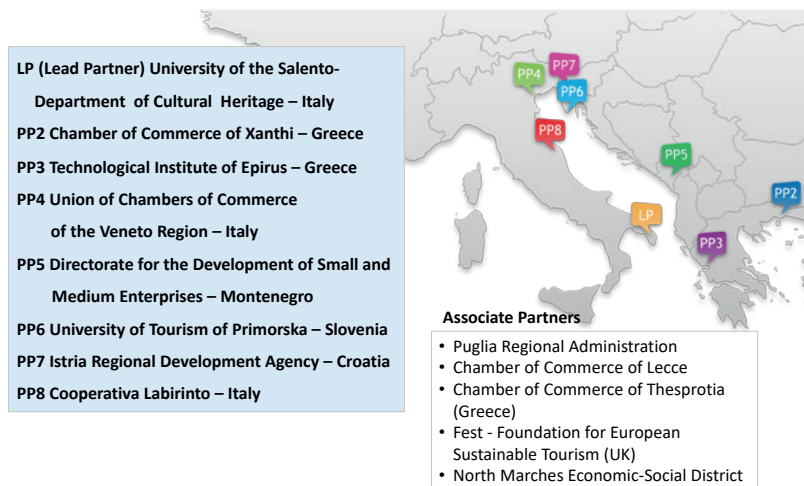 LP (Lead Partner) University of the Salento-
Department of Cultural Heritage – Italy
PP2 Chamber of Commerce of Xanthi – Greece
PP3 Technological Institute of Epirus – Greece
PP4 Union of Chambers of Commerce
of the Veneto Region – Italy
PP5 Directorate for the Development of Small and
Medium Enterprises – Montenegro
PP6 University of Tourism of Primorska – Slovenia
PP7 Istria Regional Development Agency – Croatia
PP8 Cooperativa Labirinto – Italy
PP7
PP4
PP6
PP8
PP5
PP2
LP
PP3
Associate Partners
• Puglia Regional Administration
• Chamber of Commerce of Lecce
• Chamber of Commerce of Thesprotia
(Greece)
• Fest - Foundation for European
Sustainable Tourism (UK)
• North Marches Economic-Social District